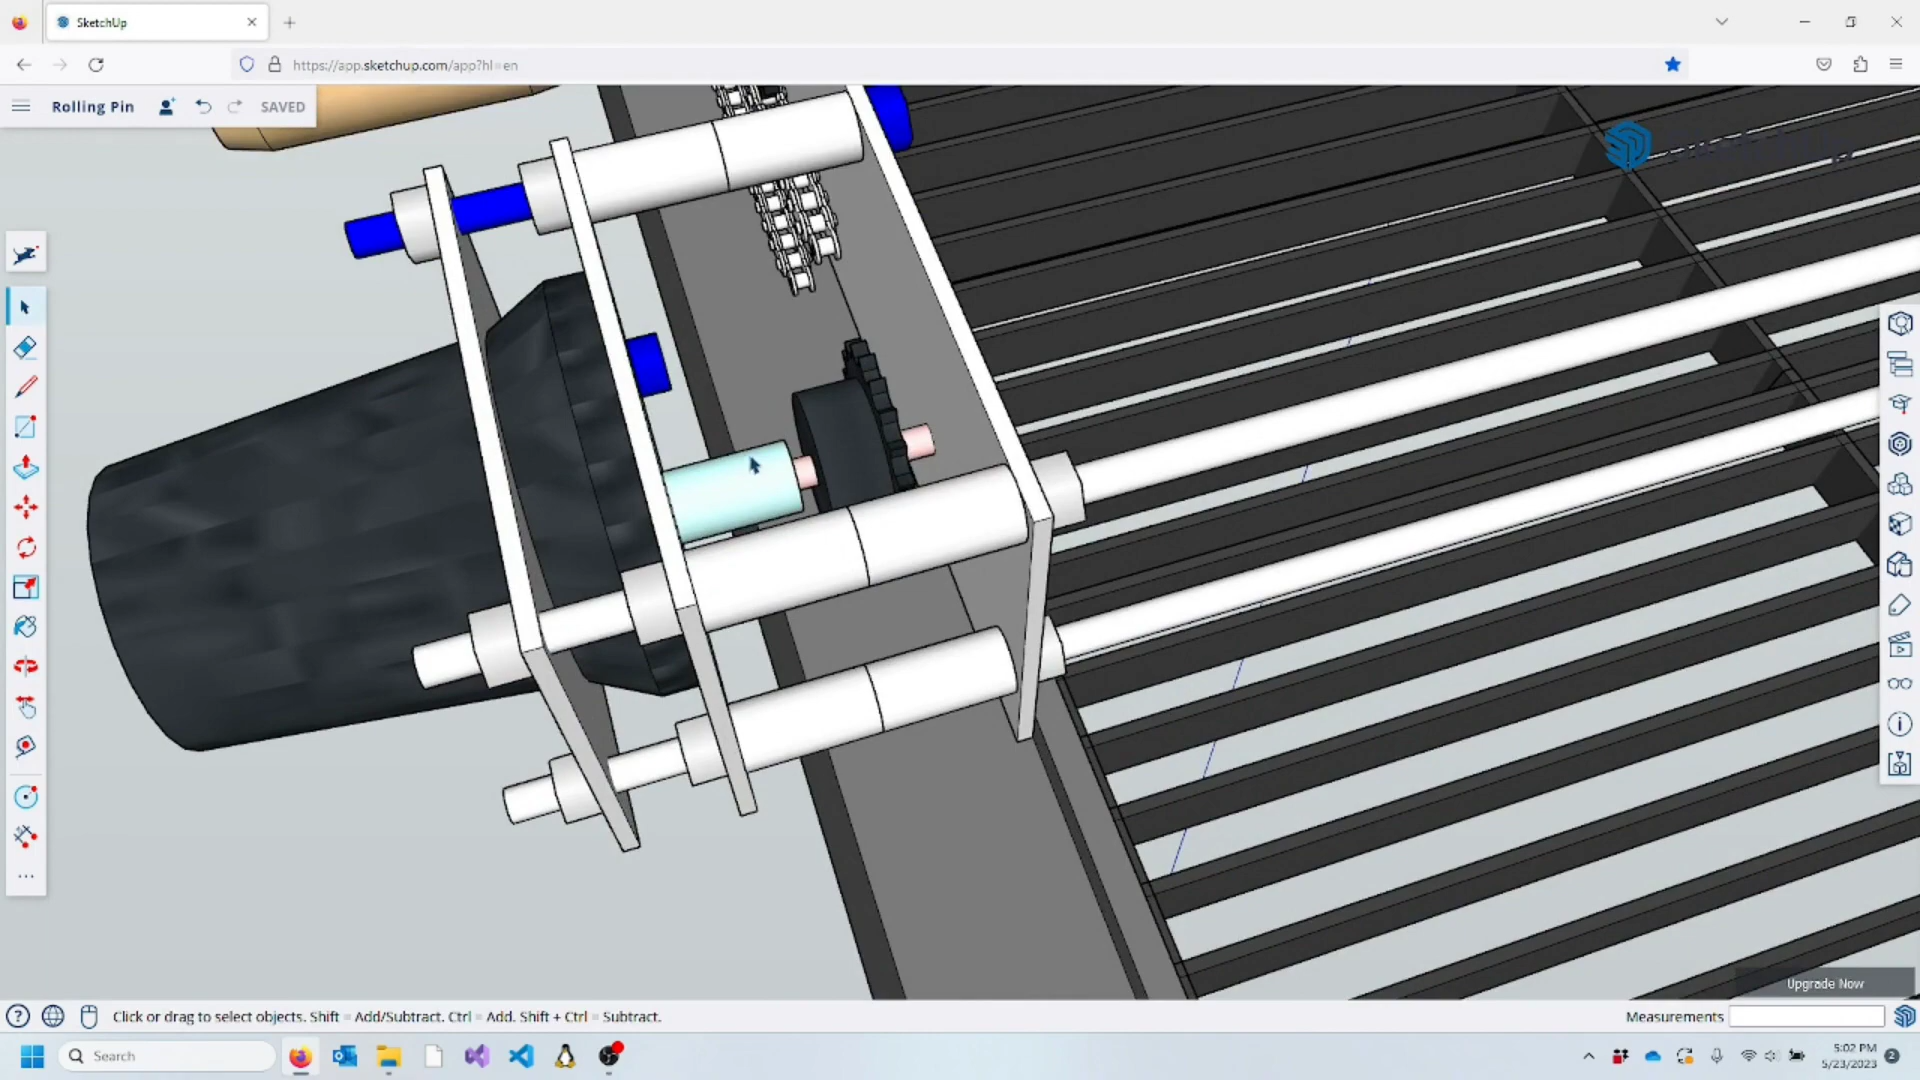 SketchUp
https://app.sketchup.com/app?hl=en
Rolling Pin
SAVED
Upgrade Now
Click or drag to select objects. Shift = Add/Subtract. Ctrl = Add. Shift + Ctrl = Subtract.
Measurements
Search
5:02 PM
5/23/2023
2